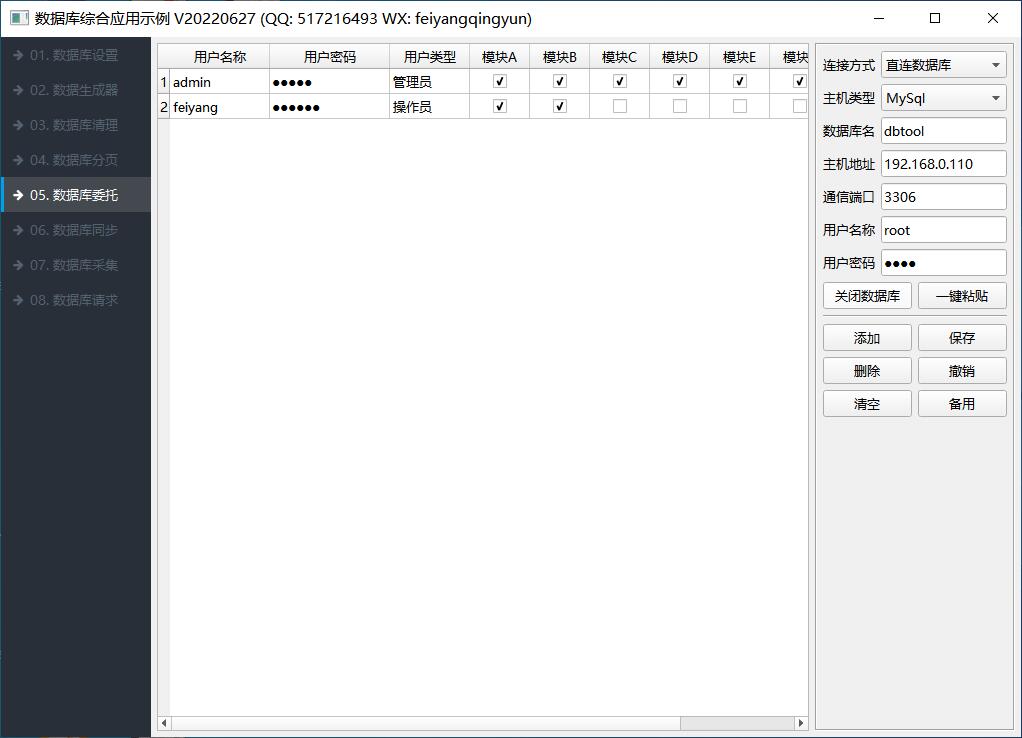 数据库综合应用示例 V20220627 (QQ: 517216493 WX: feiyangqingyun)
01. 数据库设置
02. 数据生成器
03. 数据库清理
04. 数据库分页
05. 数据库委托
06. 数据库同步
07. 数据库采集
08. 数据库请求
用户名称 用户密码 用户类型 模块A 模块B 模块C 模块D 模块E 模块
1 admin ●●●●● 管理员
2 feiyang ●●●●●● 操作员
连接方式 直连数据库
主机类型 MySql
数据库名 dbtool
主机地址 192.168.0.110
通信端口 3306
用户名称 root
用户密码 ●●●●
关闭数据库 一键粘贴
添加 保存
删除 撤销
清空 备用